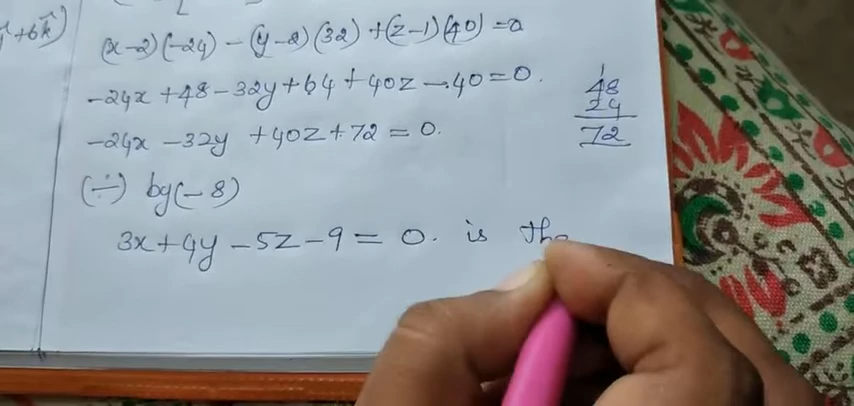 +6k̂)
(x-2)(-24) - (y-2)(32) + (z-1)(40) = 0
-24x + 48 - 32y + 64 + 40z - 40 = 0.
48
24
72
-24x - 32y + 40z + 72 = 0.
(÷) by (-8)
3x + 4y - 5z - 9 = 0. is the